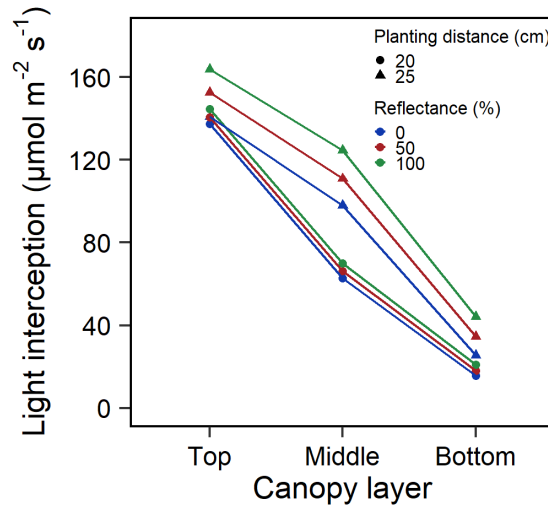 Planting distance (cm)
20
25
Reflectance (%)
0
50
100
Light interception (μmol m⁻² s⁻¹)
160
120
80
40
0
Top Middle Bottom
Canopy layer